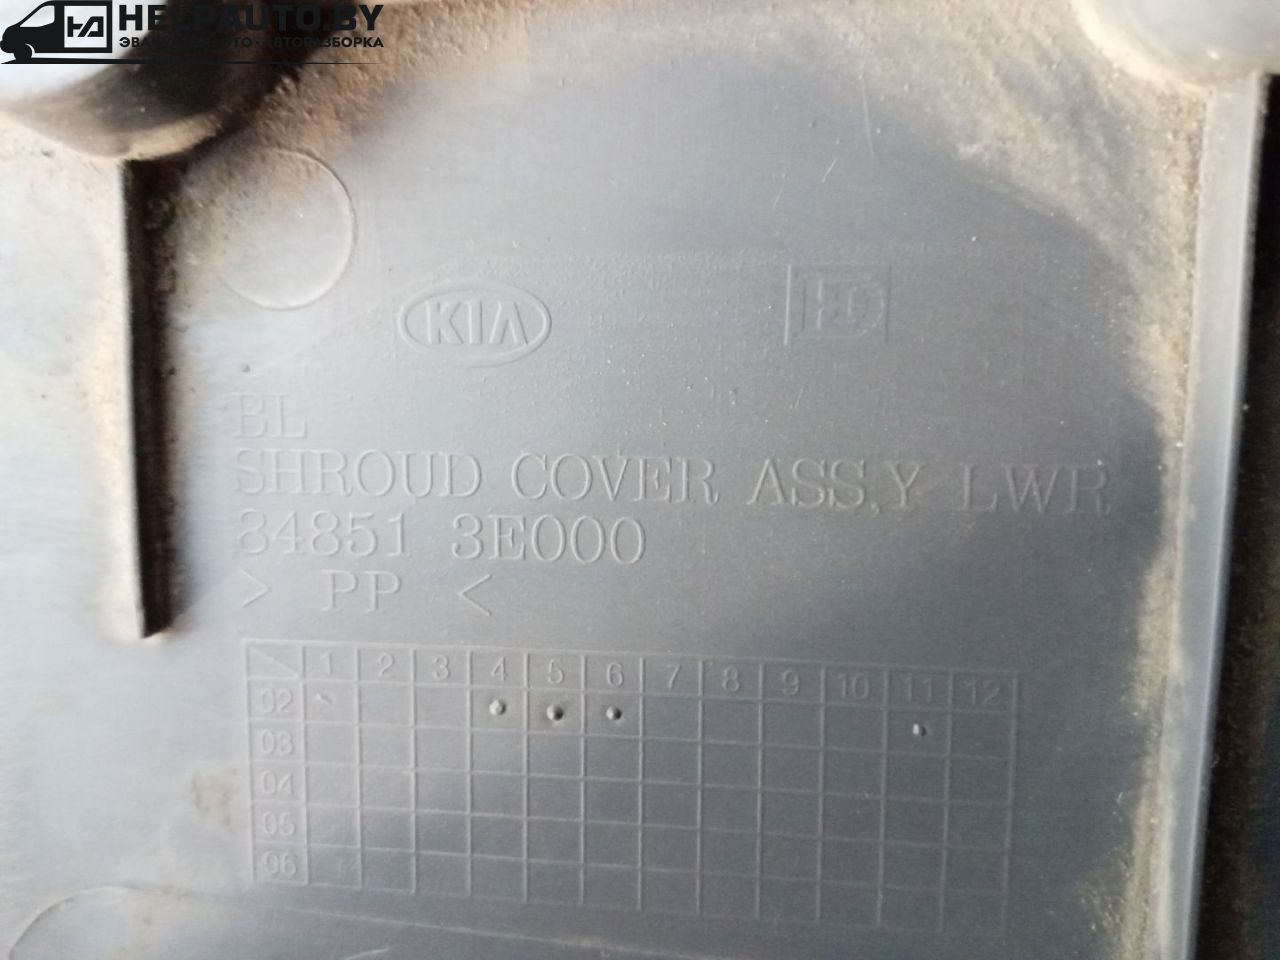 HELPAUTO.BY
KIA
BL
SHROUD COVER ASS,Y LWR
84851 3E000
> PP <
1 2 3 4 5 6 7 8 9 10 11 12
02
03
04
05
06